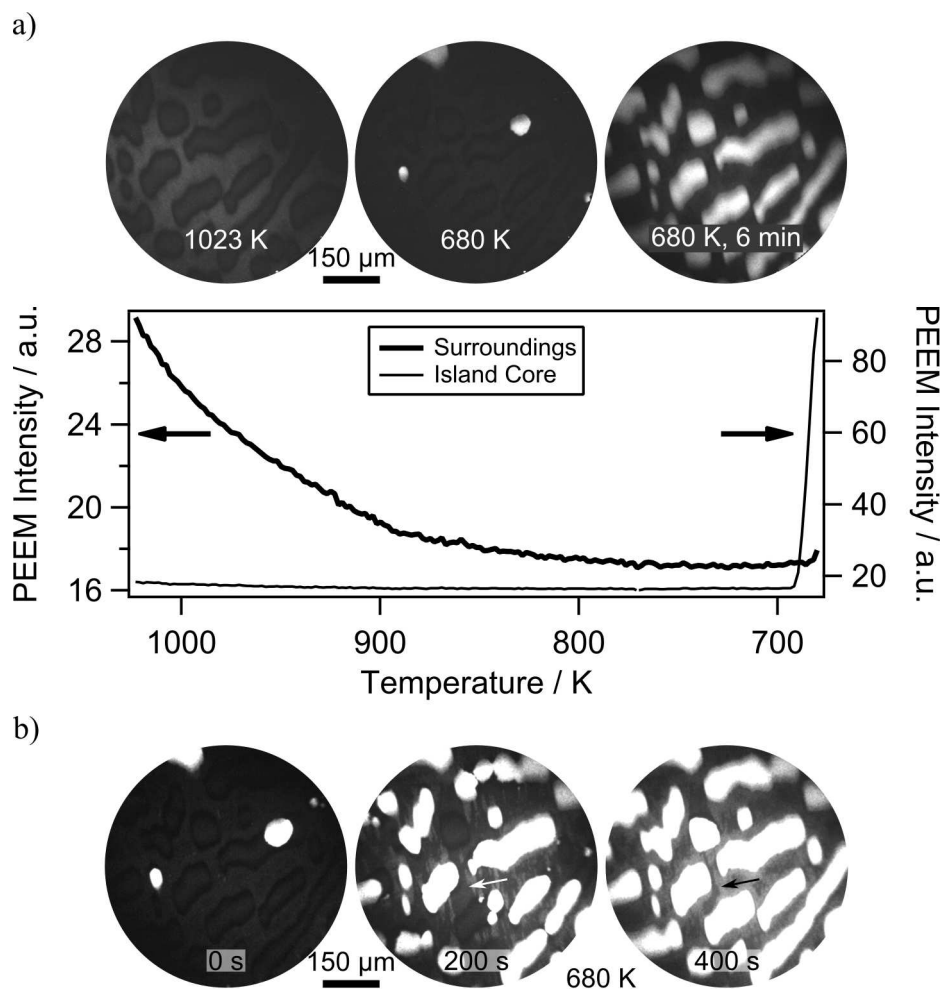 a)
1023 K
680 K
680 K, 6 min
150 µm
PEEM Intensity / a.u.
28
24
20
16
Surroundings
Island Core
80
60
40
20
PEEM Intensity / a.u.
1000
900
800
700
Temperature / K
b)
0 s
200 s
400 s
150 µm
680 K